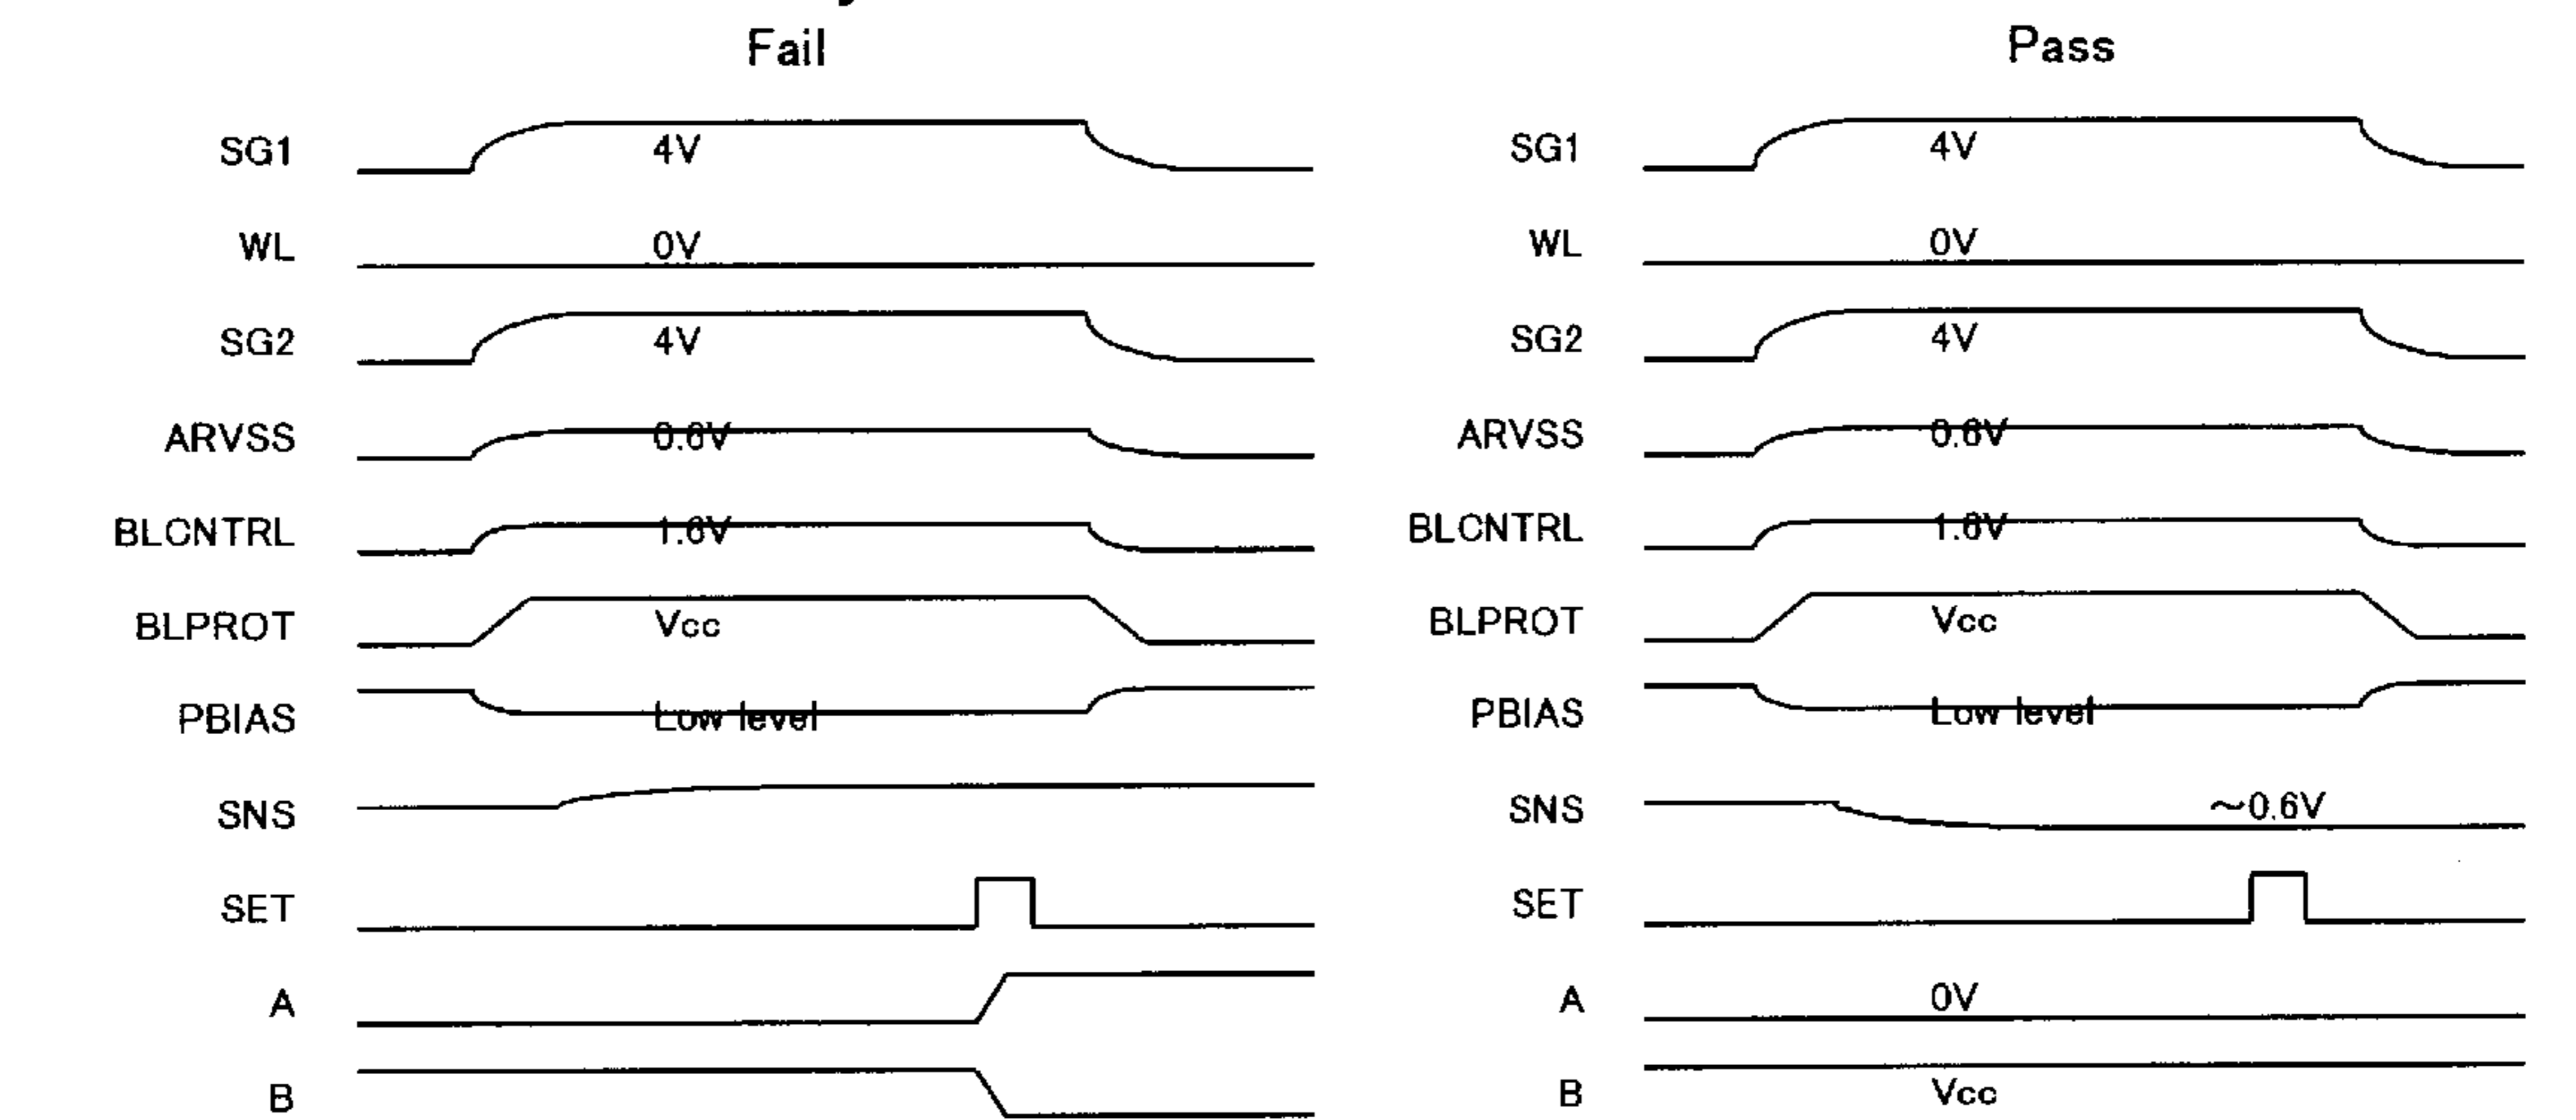 Fail
SG1 4V
WL 0V
SG2 4V
ARVSS 0.6V
BLCNTRL 1.6V
BLPROT Vcc
PBIAS Low level
SNS
SET
A
B
Pass
SG1 4V
WL 0V
SG2 4V
ARVSS 0.6V
BLCNTRL 1.6V
BLPROT Vcc
PBIAS Low level
SNS ~0.6V
SET
A 0V
B Vcc